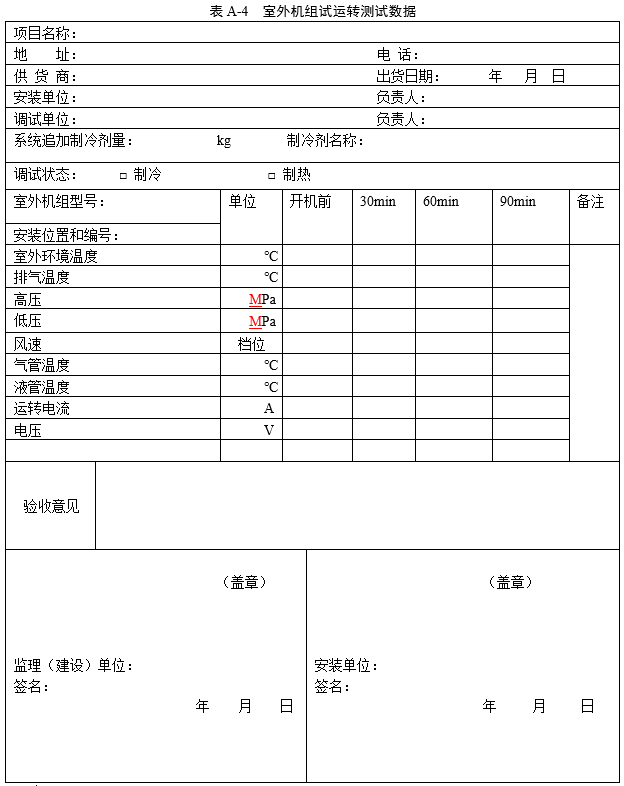 表 A-4 室外机组试运转测试数据
项目名称：
地 址： 电 话：
供 货 商： 出货日期： 年 月 日
安装单位： 负责人：
调试单位： 负责人：
系统追加制冷剂量： kg 制冷剂名称：
调试状态： □ 制冷 □ 制热
室外机组型号： 单位 开机前 30min 60min 90min 备注
安装位置和编号：
室外环境温度 ℃
排气温度 ℃
高压 MPa
低压 MPa
风速 档位
气管温度 ℃
液管温度 ℃
运转电流 A
电压 V
验收意见
（盖章） （盖章）
监理（建设）单位： 安装单位：
签名： 签名：
年 月 日 年 月 日